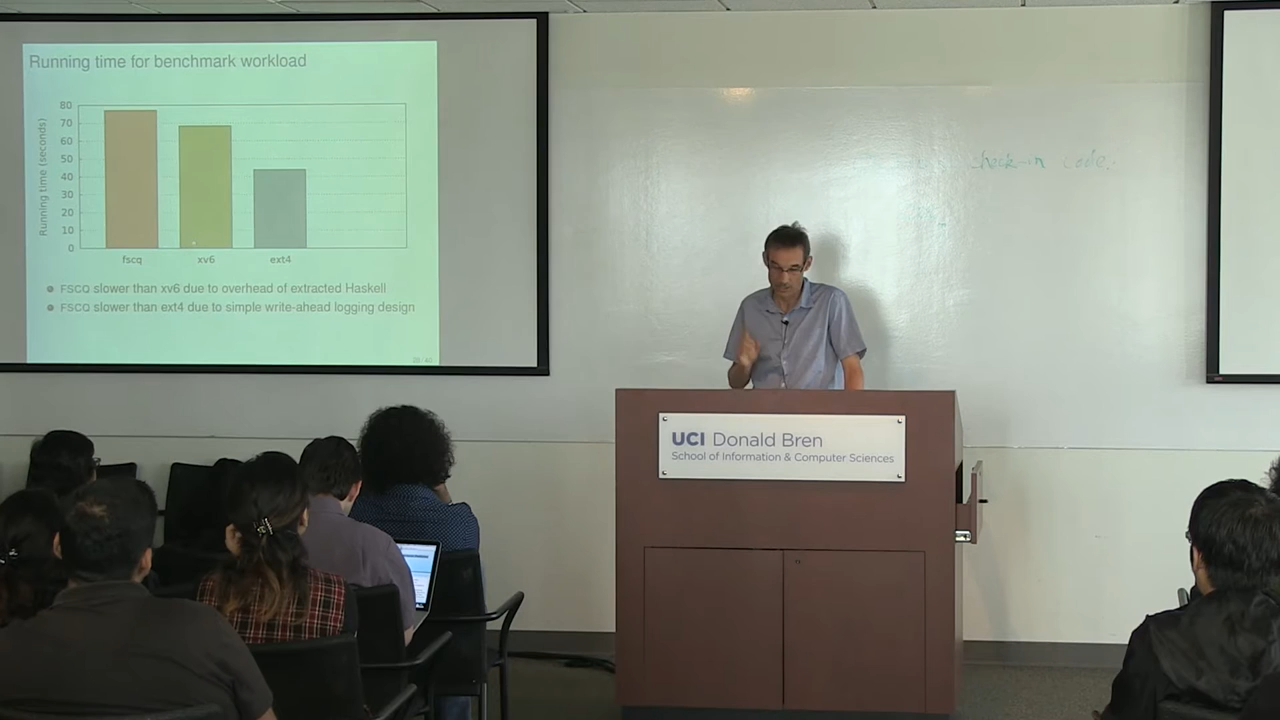 Running time for benchmark workload
80
70
60
50
40
30
20
10
0
Running time (seconds)
fscq xv6 ext4
FSCQ slower than xv6 due to overhead of extracted Haskell
FSCQ slower than ext4 due to simple write-ahead logging design
code.
UCI Donald Bren
School of Information & Computer Sciences